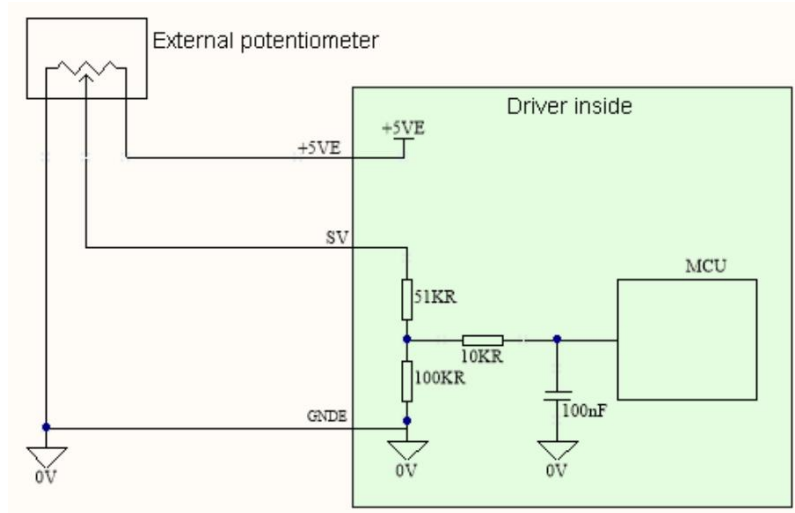 External potentiometer
Driver inside
+5VE
+5VE
SV
MCU
51KR
10KR
100KR
100nF
GNDE
0V
0V
0V